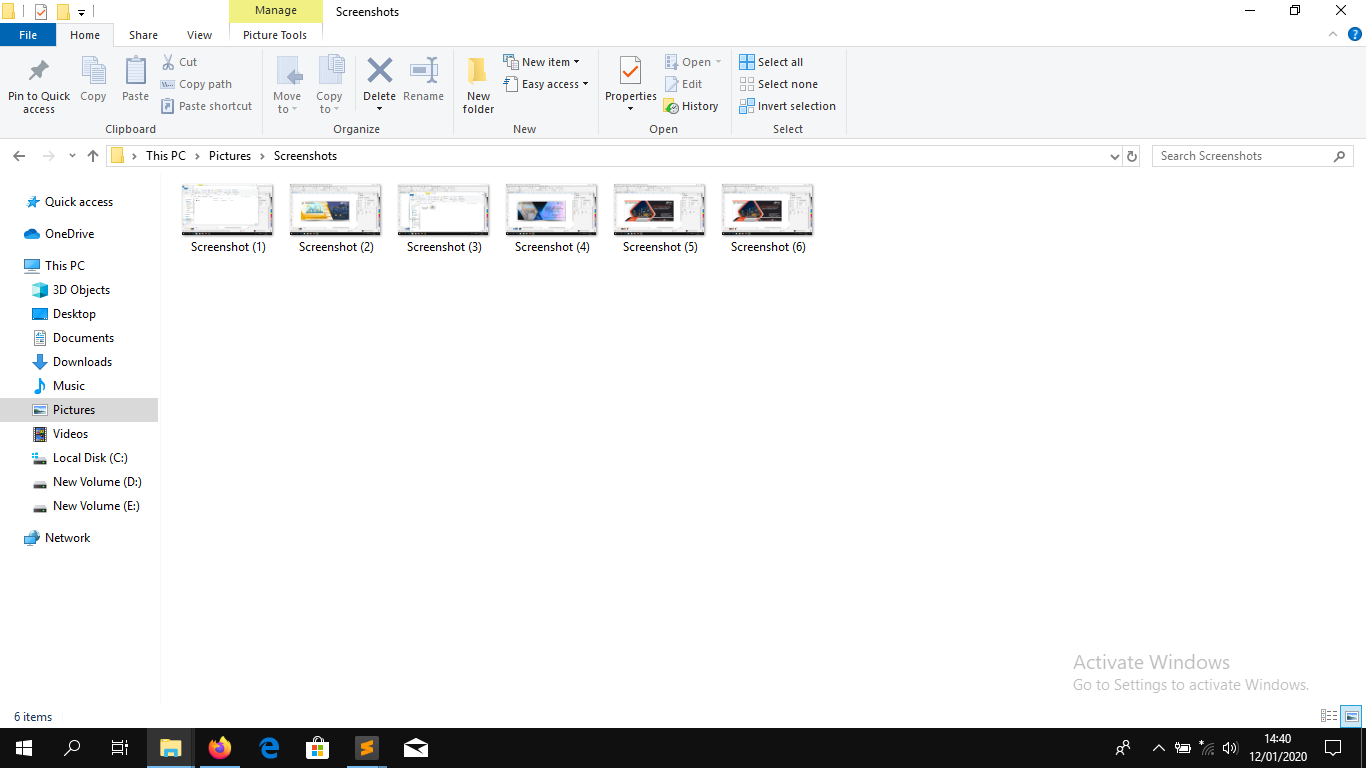 Manage
Screenshots
File
Home
Share
View
Picture Tools
Pin to Quick access
Copy
Paste
Cut
Copy path
Paste shortcut
Clipboard
Move to
Copy to
Delete
Rename
Organize
New folder
New item
Easy access
New
Properties
Open
Edit
History
Open
Select all
Select none
Invert selection
Select
This PC
Pictures
Screenshots
Search Screenshots
Quick access
OneDrive
This PC
3D Objects
Desktop
Documents
Downloads
Music
Pictures
Videos
Local Disk (C:)
New Volume (D:)
New Volume (E:)
Network
Screenshot (1)
Screenshot (2)
Screenshot (3)
Screenshot (4)
Screenshot (5)
Screenshot (6)
Activate Windows
Go to Settings to activate Windows.
6 items
14:40
12/01/2020